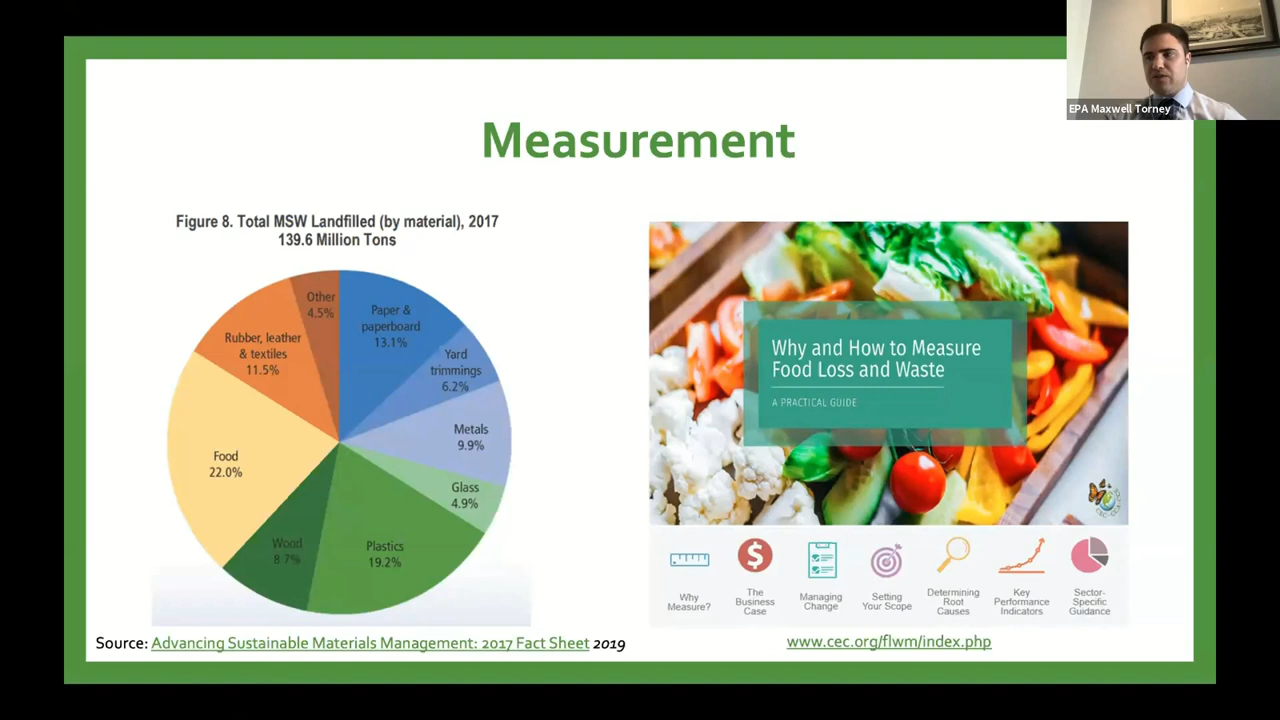 EPA Maxwell Torney
Measurement
Figure 8. Total MSW Landfilled (by material), 2017
139.6 Million Tons
Other
4.5%
Paper &
paperboard
13.1%
Yard
trimmings
6.2%
Metals
9.9%
Glass
4.9%
Plastics
19.2%
Wood
8.7%
Food
22.0%
Rubber, leather
& textiles
11.5%
Source: Advancing Sustainable Materials Management: 2017 Fact Sheet 2019
Why and How to Measure
Food Loss and Waste
A PRACTICAL GUIDE
Why
Measure?
The
Business
Case
Managing
Change
Setting
Your Scope
Determining
Root
Causes
Key
Performance
Indicators
Sector-
Specific
Guidance
www.cec.org/flwm/index.php